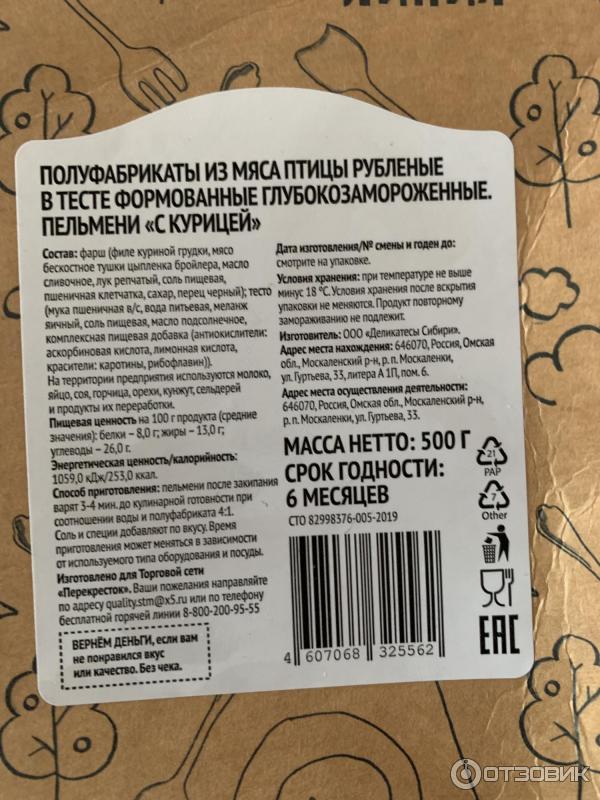 ПОЛУФАБРИКАТЫ ИЗ МЯСА ПТИЦЫ РУБЛЕНЫЕ
В ТЕСТЕ ФОРМОВАННЫЕ ГЛУБОКОЗАМОРОЖЕННЫЕ.
ПЕЛЬМЕНИ «С КУРИЦЕЙ»
Состав: фарш (филе куриной грудки, мясо
бескостное тушки цыпленка бройлера, масло
сливочное, лук репчатый, соль пищевая,
пшеничная клетчатка, сахар, перец черный); тесто
(мука пшеничная в/с, вода питьевая, меланж
яичный, соль пищевая, масло подсолнечное,
комплексная пищевая добавка (антиокислители:
аскорбиновая кислота, лимонная кислота,
красители: каротины, рибофлавин)).
На территории предприятия используются молоко,
яйцо, соя, горчица, орехи, кунжут, сельдерей
и продукты их переработки.
Пищевая ценность на 100 г продукта (средние
значения): белки – 8,0 г; жиры – 13,0 г;
углеводы – 26,0 г.
Энергетическая ценность/калорийность:
1059,0 кДж/253,0 ккал.
Способ приготовления: пельмени после закипания
варят 3-4 мин. до кулинарной готовности при
соотношении воды и полуфабриката 4:1.
Соль и специи добавляют по вкусу. Время
приготовления может меняться в зависимости
от используемого типа оборудования и посуды.
Изготовлено для Торговой сети
«Перекресток». Ваши пожелания направляйте
по адресу quality.stm@x5.ru или по телефону
бесплатной горячей линии 8-800-200-95-55
ВЕРНЁМ ДЕНЬГИ, если вам
не понравился вкус
или качество. Без чека.
Дата изготовления/№ смены и годен до:
смотрите на упаковке.
Условия хранения: при температуре не выше
минус 18 °С. Условия хранения после вскрытия
упаковки не меняются. Продукт повторному
замораживанию не подлежит.
Изготовитель: ООО «Деликатесы Сибири».
Адрес места нахождения: 646070, Россия, Омская
обл., Москаленский р-н, р. п. Москаленки,
ул. Гуртьева, 33, литера А 1П, пом. 6.
Адрес места осуществления деятельности:
646070, Россия, Омская обл., Москаленский р-н,
р. п. Москаленки, ул. Гуртьева, 33.
МАССА НЕТТО: 500 Г
СРОК ГОДНОСТИ:
6 МЕСЯЦЕВ
СТО 82998376-005-2019
21
PAP
7
Other
EAC
4 607068 325562
ОТЗОВИК